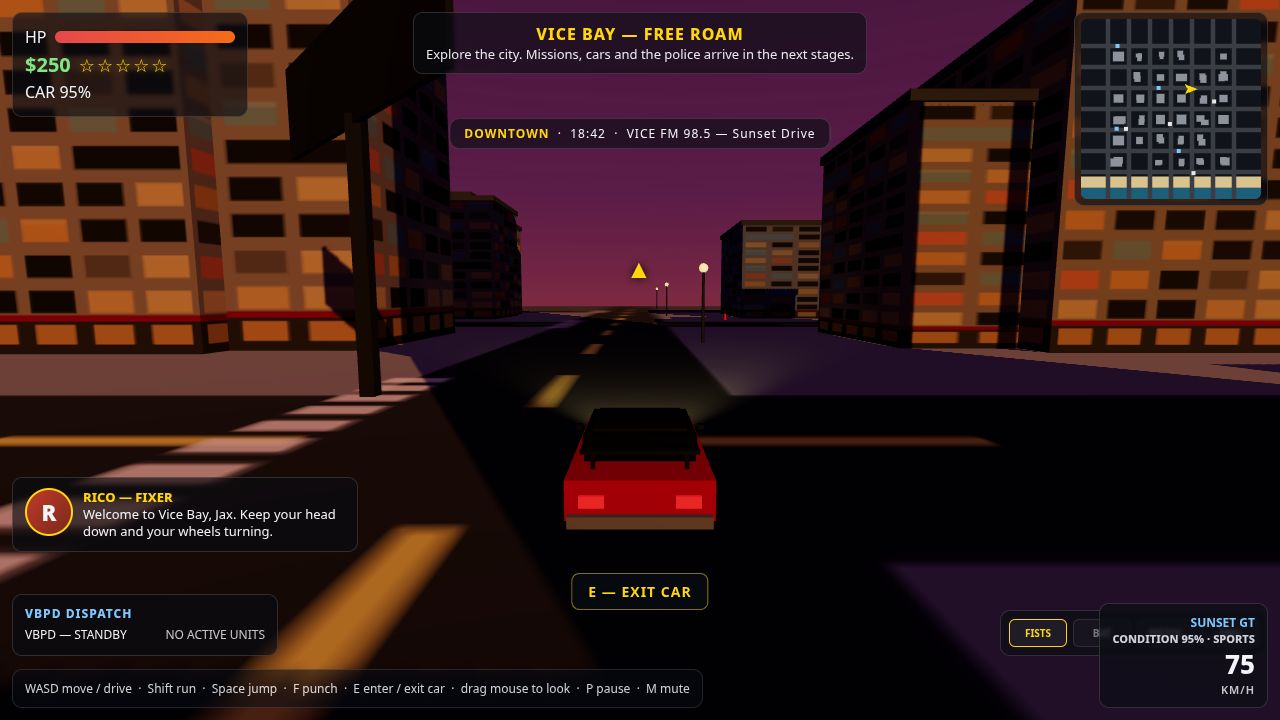 HP
$250 ☆☆☆☆☆
CAR 95%
VICE BAY — FREE ROAM
Explore the city. Missions, cars and the police arrive in the next stages.
DOWNTOWN · 18:42 · VICE FM 98.5 — Sunset Drive
R
RICO — FIXER
Welcome to Vice Bay, Jax. Keep your head
down and your wheels turning.
E — EXIT CAR
VBPD DISPATCH
VBPD — STANDBY NO ACTIVE UNITS
FISTS
SUNSET GT
CONDITION 95% · SPORTS
75
KM/H
WASD move / drive · Shift run · Space jump · F punch · E enter / exit car · drag mouse to look · P pause · M mute